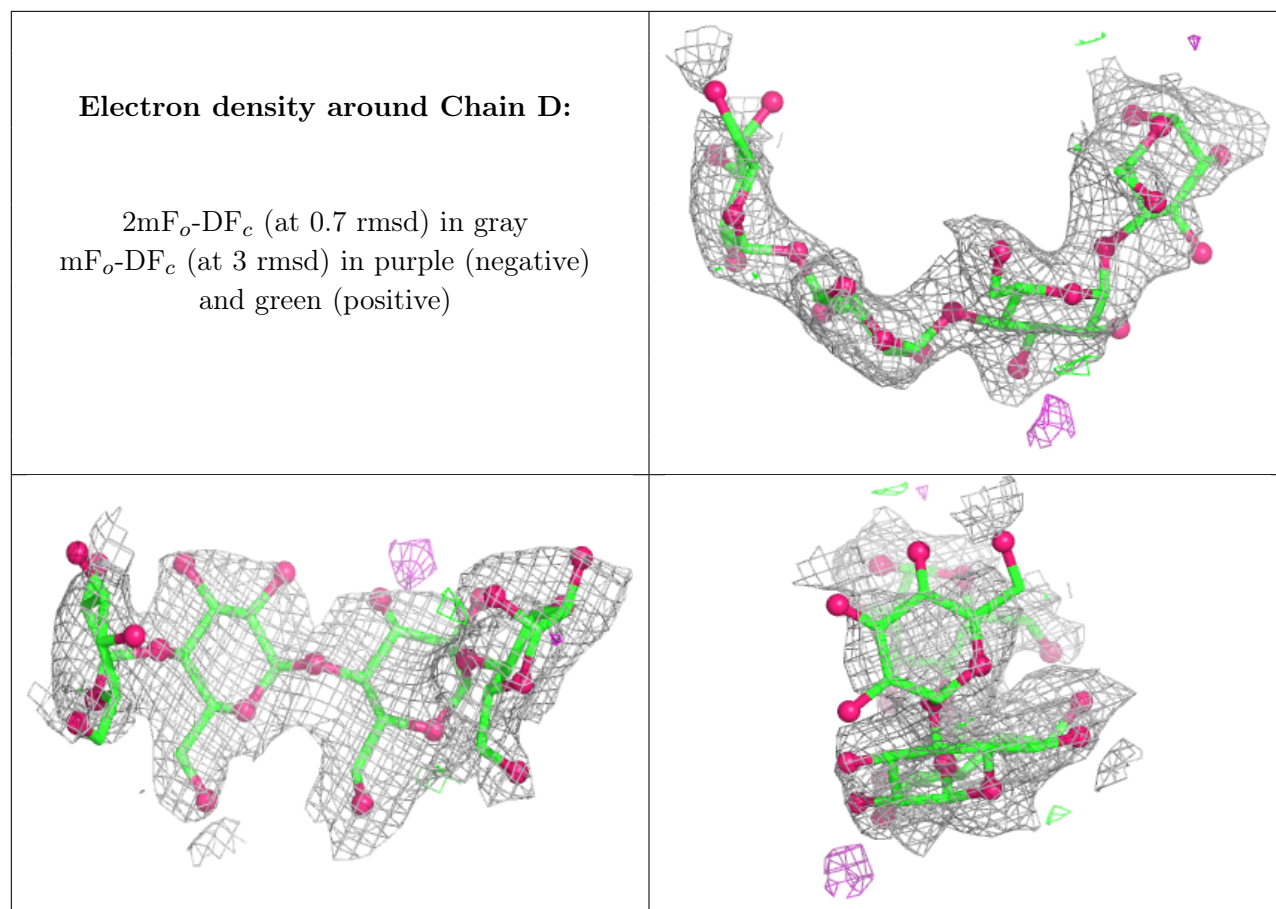 Electron density around Chain D:
2mFₒ-DF𝒸 (at 0.7 rmsd) in gray
mFₒ-DF𝒸 (at 3 rmsd) in purple (negative)
and green (positive)